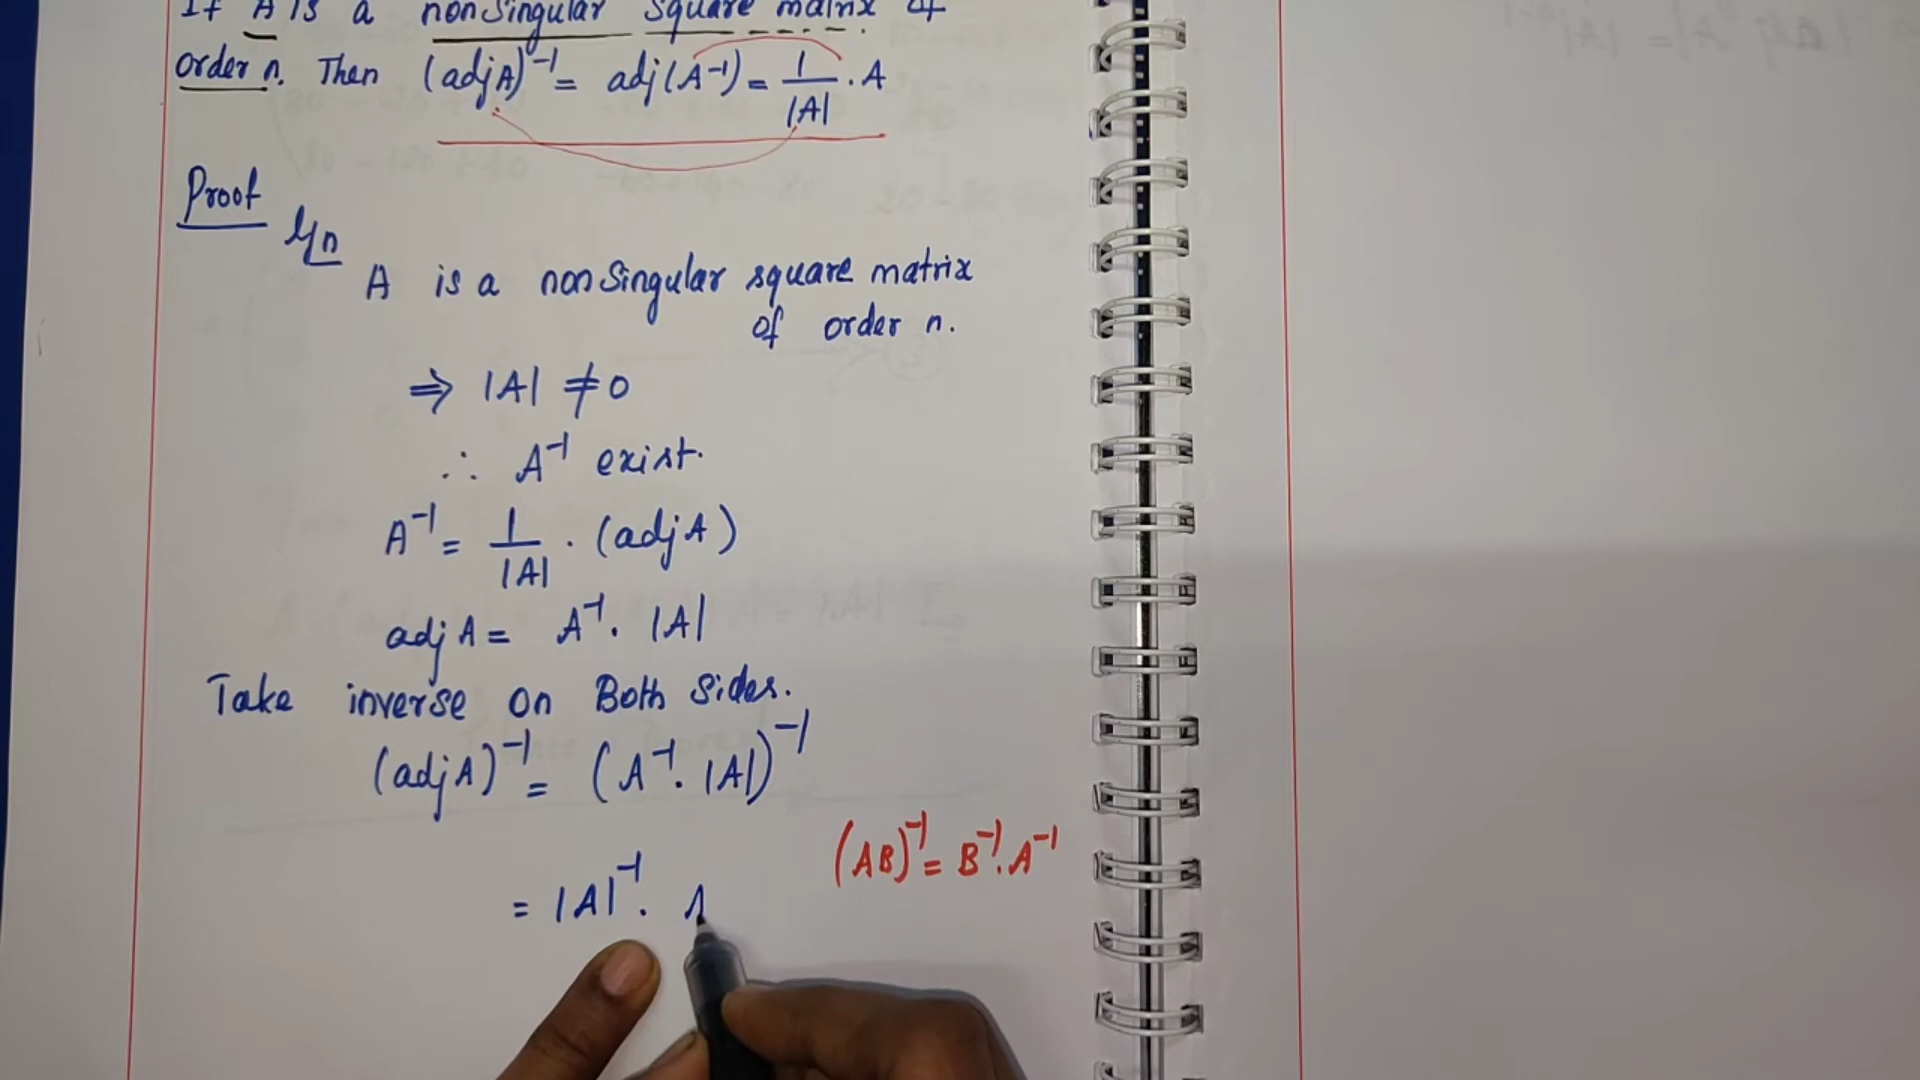 If A is a nonsingular square matrix of
order n. Then (adjA)⁻¹ = adj(A⁻¹) = 1/|A| . A
Proof
Gn
A is a nonsingular square matrix
of order n.
⇒ |A| ≠ 0
∴ A⁻¹ exist.
A⁻¹ = 1/|A| . (adjA)
adj A = A⁻¹ . |A|
Take inverse on Both Sides.
(adjA)⁻¹ = (A⁻¹ . |A|)⁻¹
(AB)⁻¹ = B⁻¹ . A⁻¹
= |A|⁻¹ . A